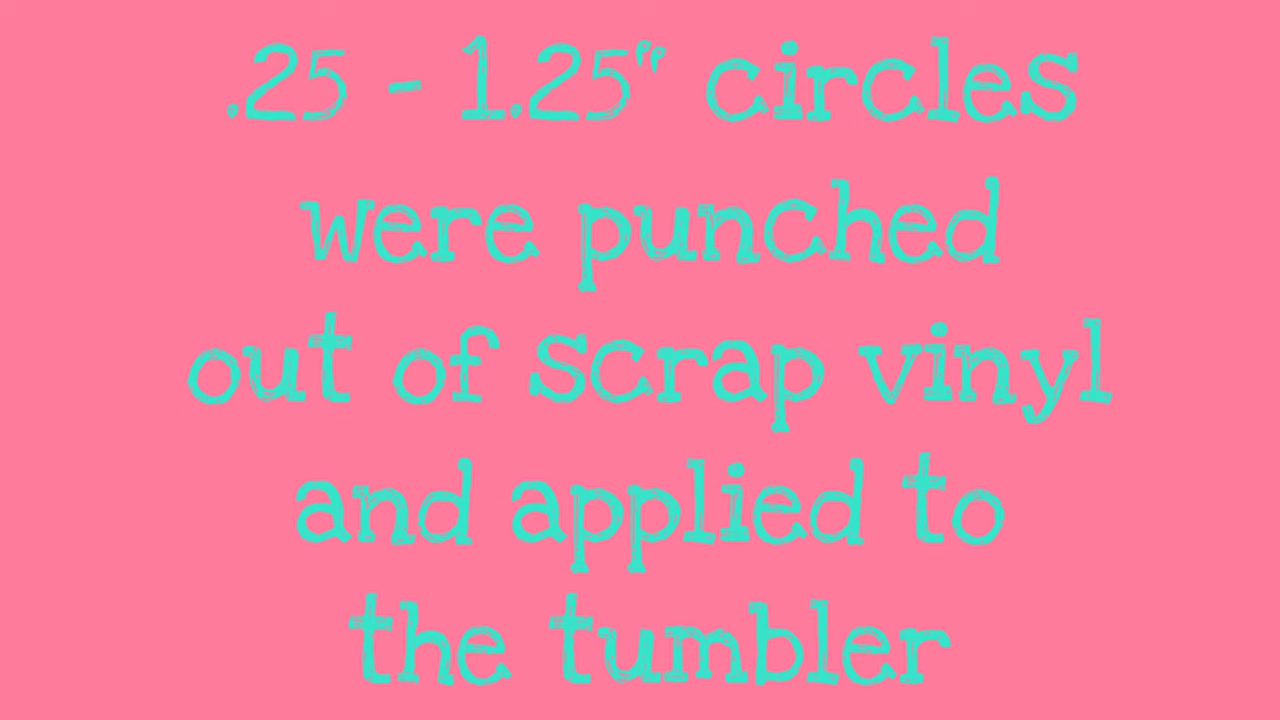 .25 - 1.25" circles
were punched
out of scrap vinyl
and applied to
the tumbler